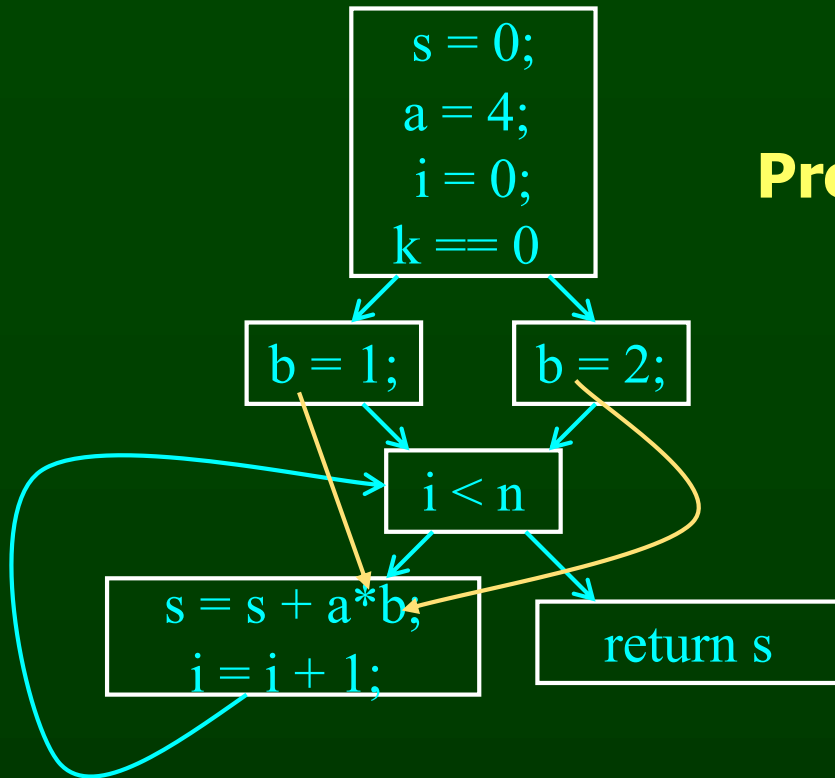 s = 0;
a = 4;
i = 0;
k == 0
b = 1;
b = 2;
i < n
s = s + a*b;
i = i + 1;
return s